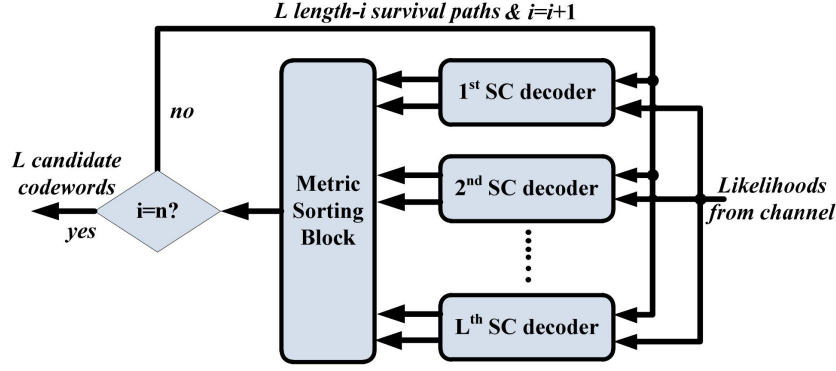 L length-i survival paths & i=i+1
no
L candidate
codewords
yes
i=n?
Metric
Sorting
Block
1st SC decoder
2nd SC decoder
Lth SC decoder
Likelihoods
from channel